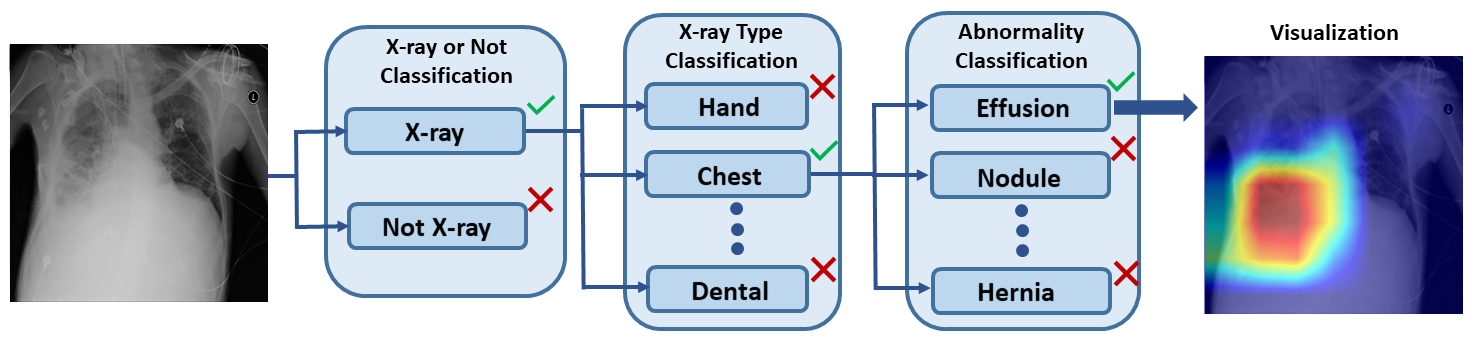 X-ray or Not
Classification
X-ray
Not X-ray
X-ray Type
Classification
Hand
Chest
Dental
Abnormality
Classification
Effusion
Nodule
Hernia
Visualization
L
L